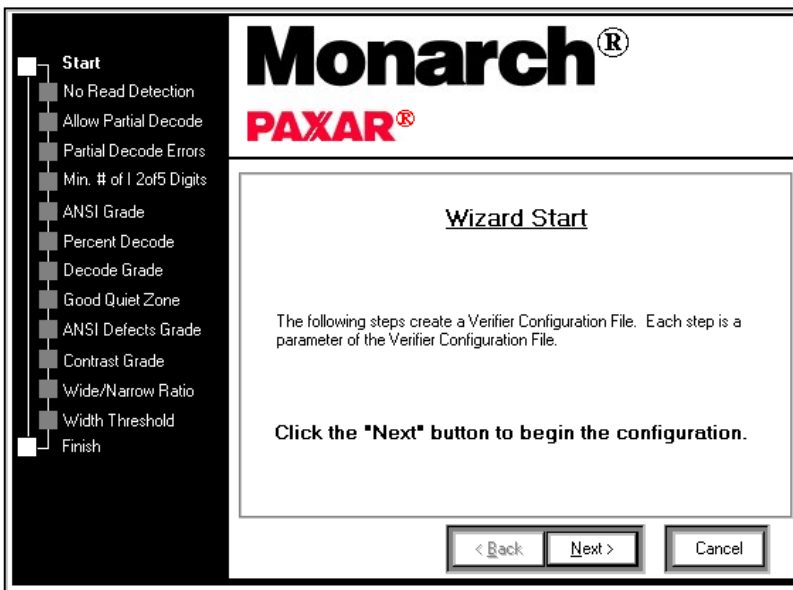 Start
No Read Detection
Allow Partial Decode
Partial Decode Errors
Min. # of I 2of5 Digits
ANSI Grade
Percent Decode
Decode Grade
Good Quiet Zone
ANSI Defects Grade
Contrast Grade
Wide/Narrow Ratio
Width Threshold
Finish
Monarch®
PAXAR®
Wizard Start
The following steps create a Verifier Configuration File. Each step is a
parameter of the Verifier Configuration File.
Click the "Next" button to begin the configuration.
< Back
Next >
Cancel